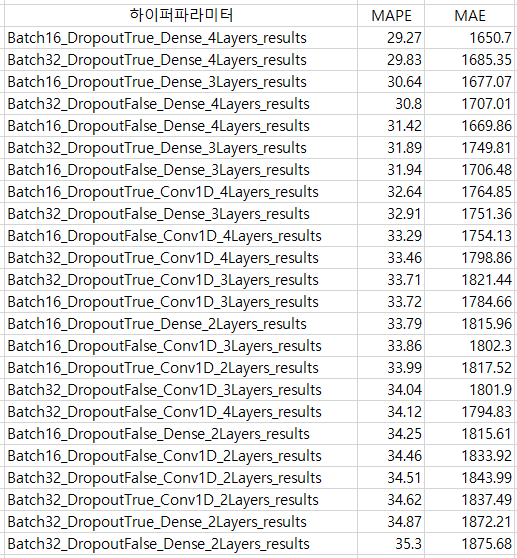 하이퍼파라미터 MAPE MAE
Batch16_DropoutTrue_Dense_4Layers_results 29.27 1650.7
Batch32_DropoutTrue_Dense_4Layers_results 29.83 1685.35
Batch16_DropoutTrue_Dense_3Layers_results 30.64 1677.07
Batch32_DropoutFalse_Dense_4Layers_results 30.8 1707.01
Batch16_DropoutFalse_Dense_4Layers_results 31.42 1669.86
Batch32_DropoutTrue_Dense_3Layers_results 31.89 1749.81
Batch16_DropoutFalse_Dense_3Layers_results 31.94 1706.48
Batch16_DropoutTrue_Conv1D_4Layers_results 32.64 1764.85
Batch32_DropoutFalse_Dense_3Layers_results 32.91 1751.36
Batch16_DropoutFalse_Conv1D_4Layers_results 33.29 1754.13
Batch32_DropoutTrue_Conv1D_4Layers_results 33.46 1798.86
Batch32_DropoutTrue_Conv1D_3Layers_results 33.71 1821.44
Batch16_DropoutTrue_Conv1D_3Layers_results 33.72 1784.66
Batch16_DropoutTrue_Dense_2Layers_results 33.79 1815.96
Batch16_DropoutFalse_Conv1D_3Layers_results 33.86 1802.3
Batch16_DropoutTrue_Conv1D_2Layers_results 33.99 1817.52
Batch32_DropoutFalse_Conv1D_3Layers_results 34.04 1801.9
Batch32_DropoutFalse_Conv1D_4Layers_results 34.12 1794.83
Batch16_DropoutFalse_Dense_2Layers_results 34.25 1815.61
Batch16_DropoutFalse_Conv1D_2Layers_results 34.46 1833.92
Batch32_DropoutFalse_Conv1D_2Layers_results 34.51 1843.99
Batch32_DropoutTrue_Conv1D_2Layers_results 34.62 1837.49
Batch32_DropoutTrue_Dense_2Layers_results 34.87 1872.21
Batch32_DropoutFalse_Dense_2Layers_results 35.3 1875.68